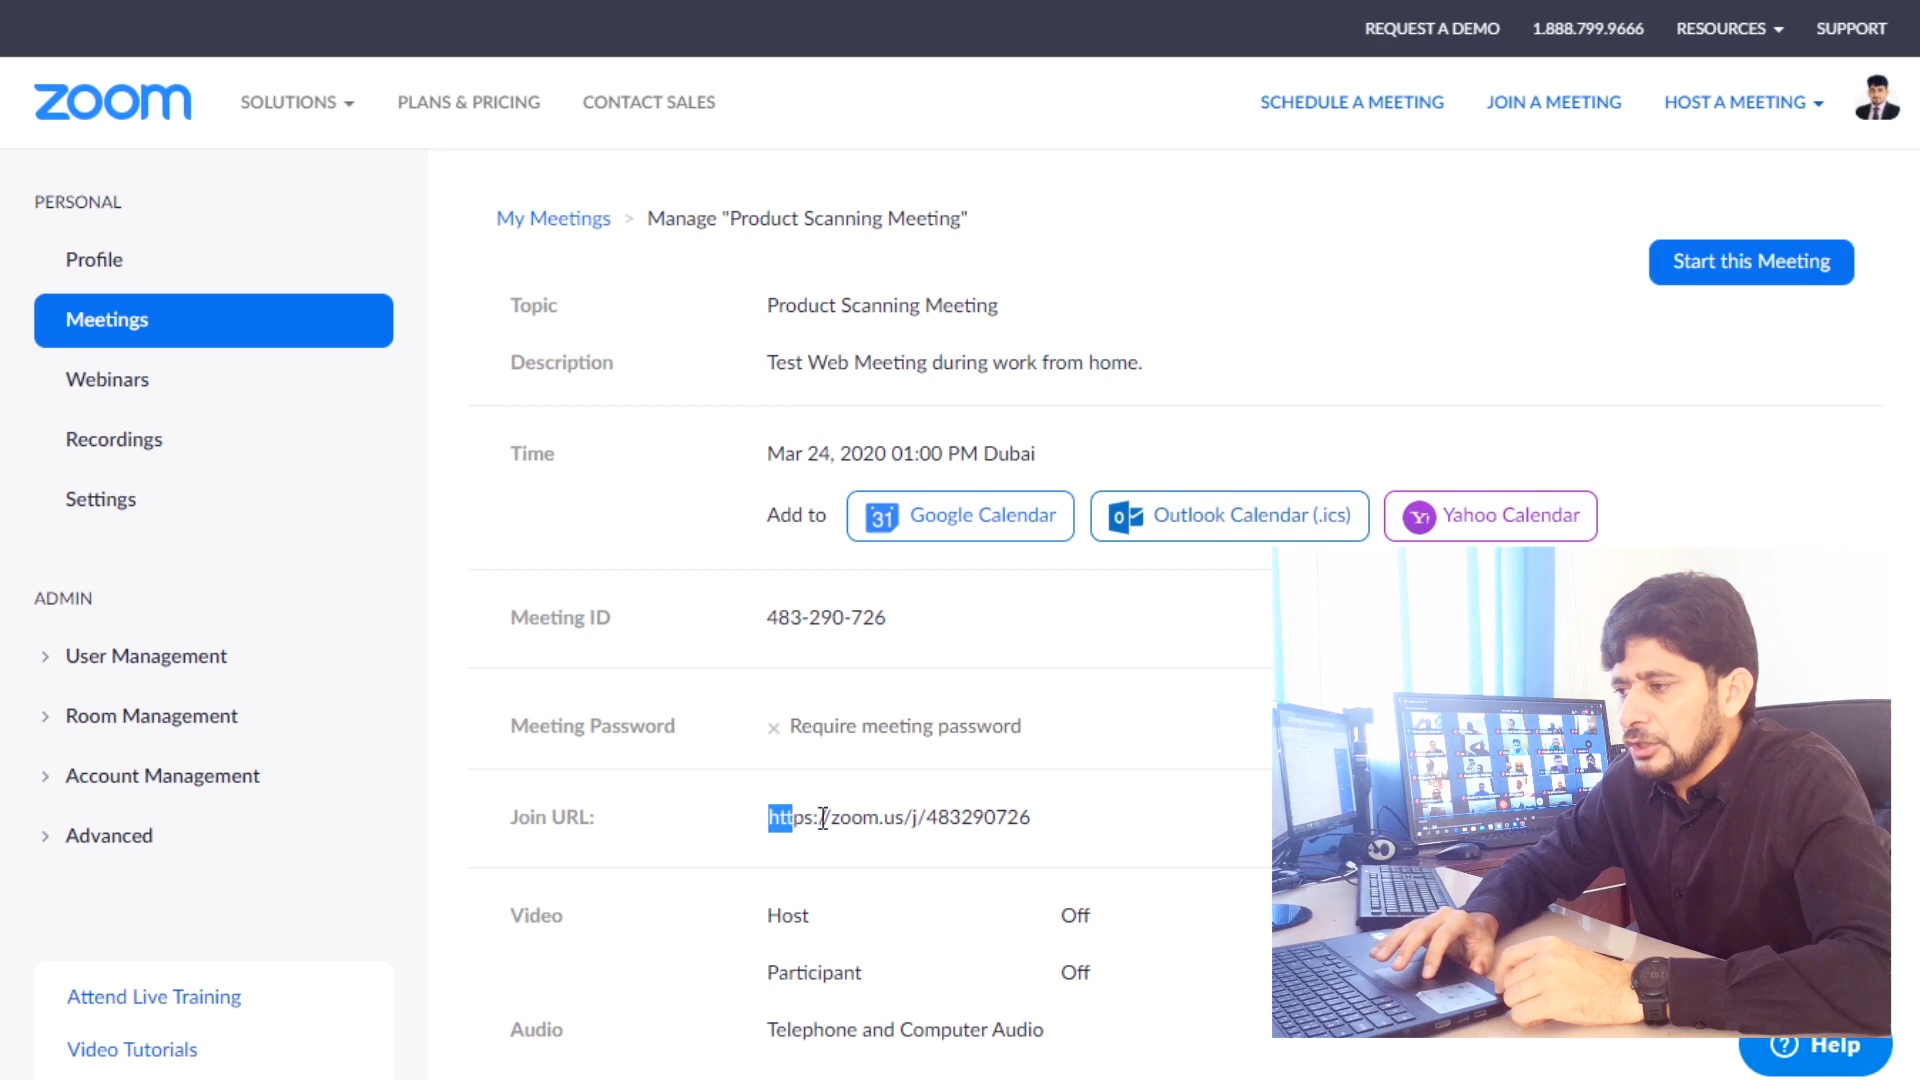 REQUEST A DEMO 1.888.799.9666 RESOURCES SUPPORT
zoom SOLUTIONS PLANS & PRICING CONTACT SALES SCHEDULE A MEETING JOIN A MEETING HOST A MEETING
PERSONAL
Profile
Meetings
Webinars
Recordings
Settings
ADMIN
User Management
Room Management
Account Management
Advanced
Attend Live Training
Video Tutorials
My Meetings > Manage "Product Scanning Meeting"
Start this Meeting
Topic Product Scanning Meeting
Description Test Web Meeting during work from home.
Time Mar 24, 2020 01:00 PM Dubai
Add to 31 Google Calendar Outlook Calendar (.ics) Yahoo Calendar
Meeting ID 483-290-726
Meeting Password × Require meeting password
Join URL: https://zoom.us/j/483290726
Video Host Off
Participant Off
Audio Telephone and Computer Audio
Help